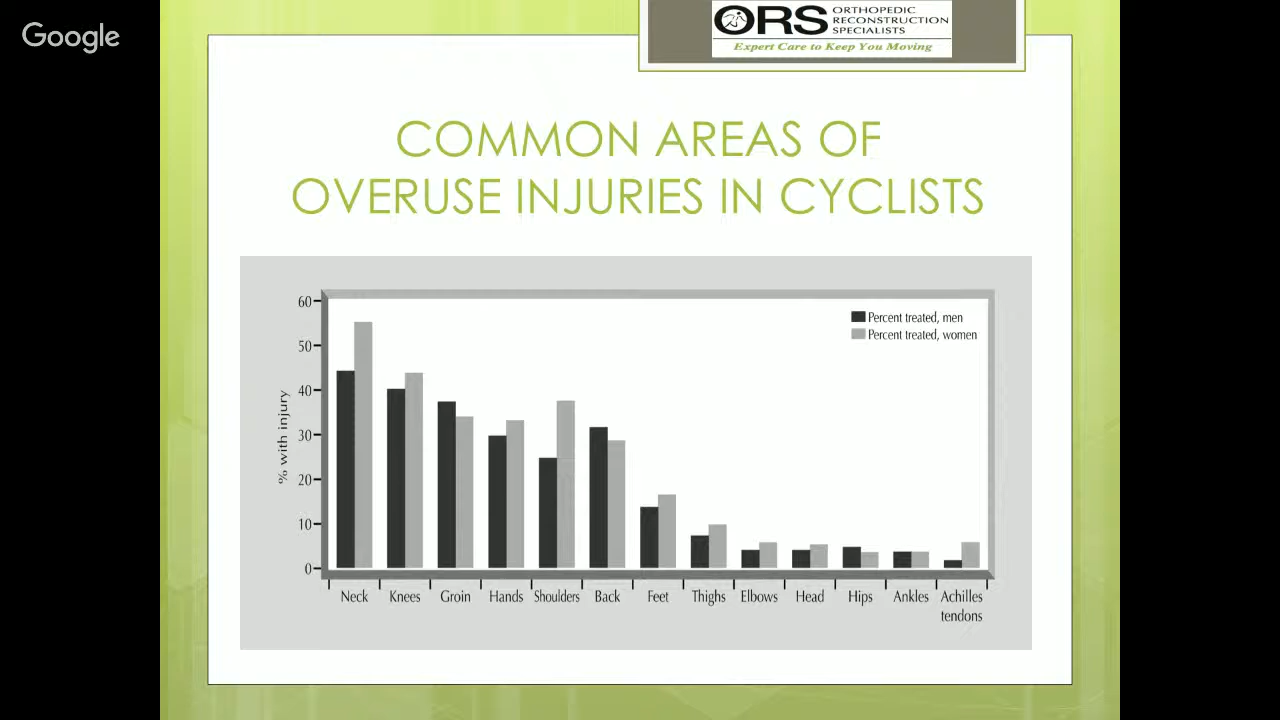 Google
ORS
ORTHOPEDIC
RECONSTRUCTION
SPECIALISTS
Expert Care to Keep You Moving
COMMON AREAS OF
OVERUSE INJURIES IN CYCLISTS
% with injury
60
50
40
30
20
10
0
Percent treated, men
Percent treated, women
Neck Knees Groin Hands Shoulders Back Feet Thighs Elbows Head Hips Ankles Achilles
tendons